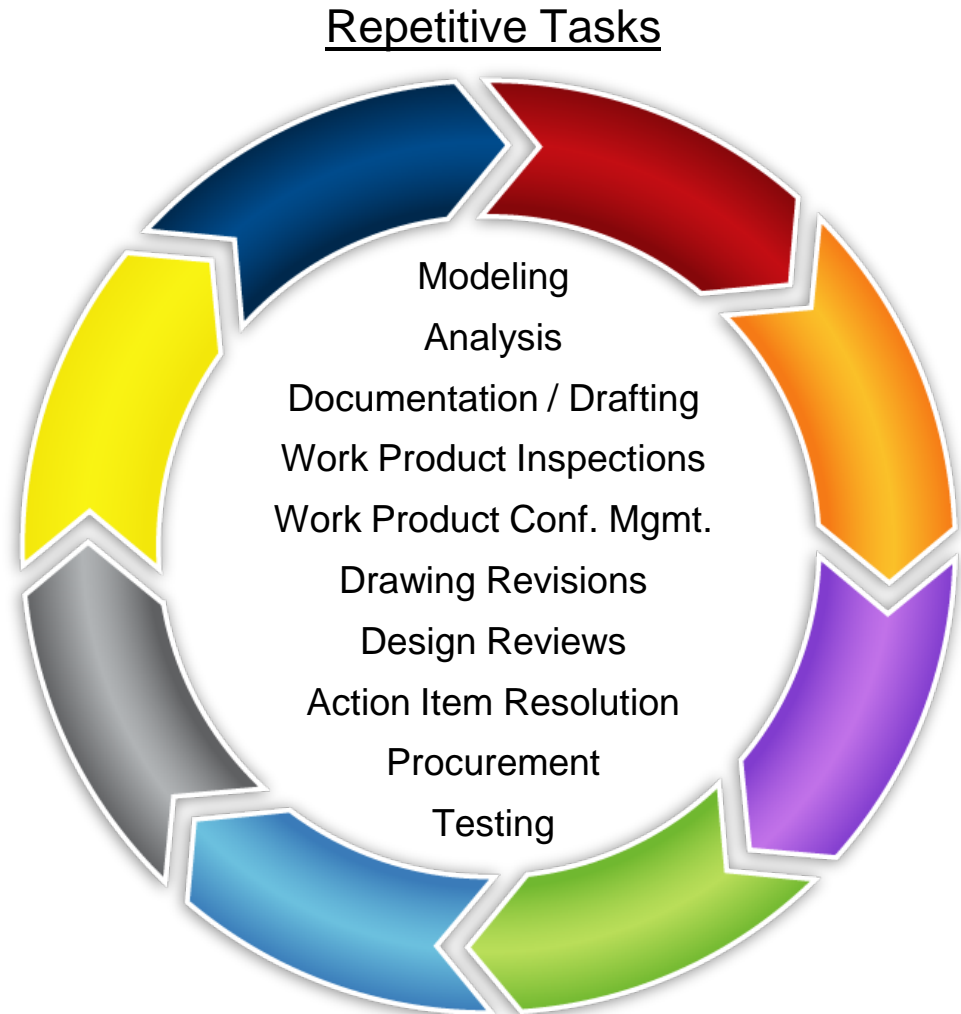 Repetitive Tasks
Modeling
Analysis
Documentation / Drafting
Work Product Inspections
Work Product Conf. Mgmt.
Drawing Revisions
Design Reviews
Action Item Resolution
Procurement
Testing